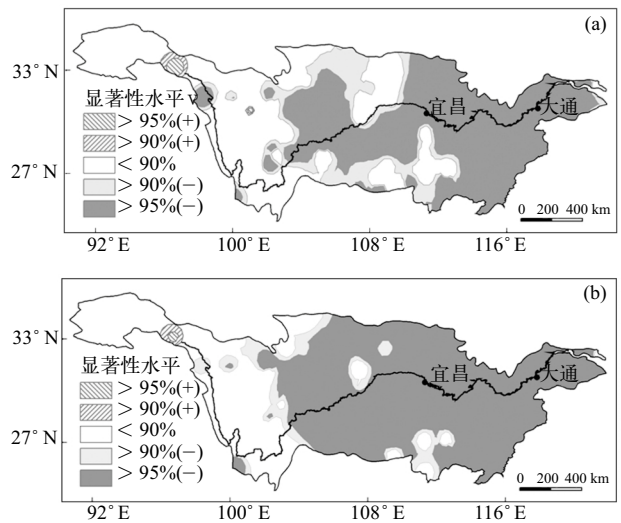 (a)
33°N
显著性水平v
宜昌
大通
＞95%(+)
＞90%(+)
＜90%
＞90%(−)
＞95%(−)
27°N
0 200 400 km
92°E 100°E 108°E 116°E
(b)
33°N
显著性水平
宜昌
大通
＞95%(+)
＞90%(+)
＜90%
＞90%(−)
＞95%(−)
27°N
0 200 400 km
92°E 100°E 108°E 116°E